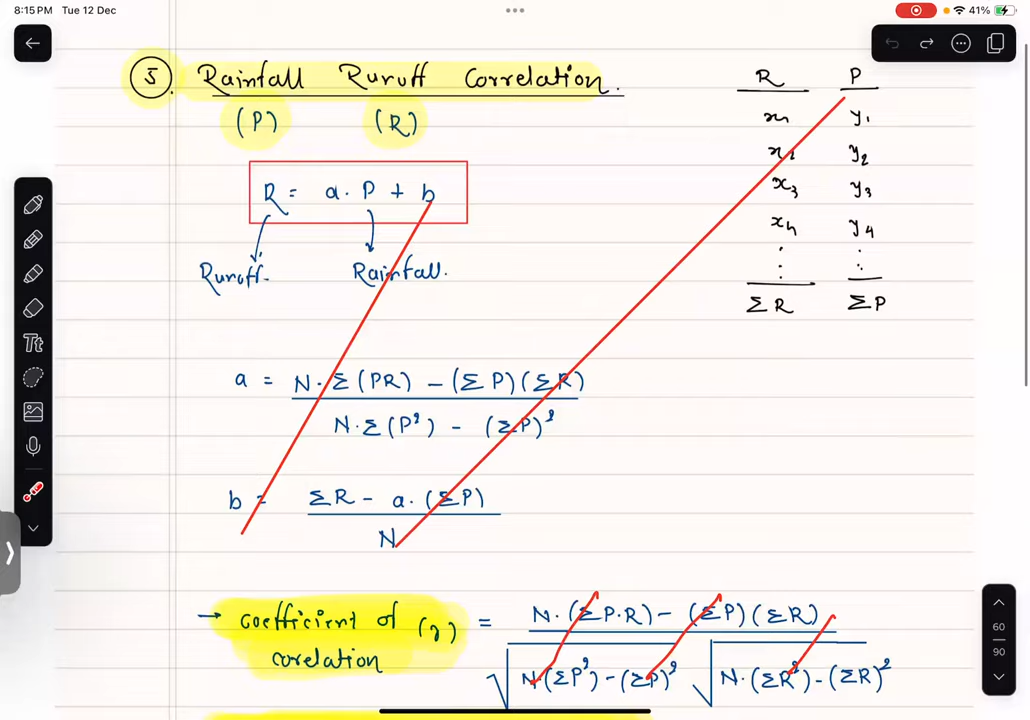 8:15 PM Tue 12 Dec
41%
5. Rainfall Runoff Correlation.
(P) (R)
R P
x1 y1
x2 y2
x3 y3
x4 y4
: :
ΣR ΣP
R = a. P + b
Runoff. Rainfall.
a = N. Σ(PR) - (ΣP)(ΣR)
N. Σ(P²) - (ΣP)²
b = ΣR - a. (ΣP)
N
→ coefficient of (r) = N. (ΣP.R) - (ΣP)(ΣR)
corelation √N(ΣP²) - (ΣP)² √N.(ΣR²) - (ΣR)²
Tt
60
90